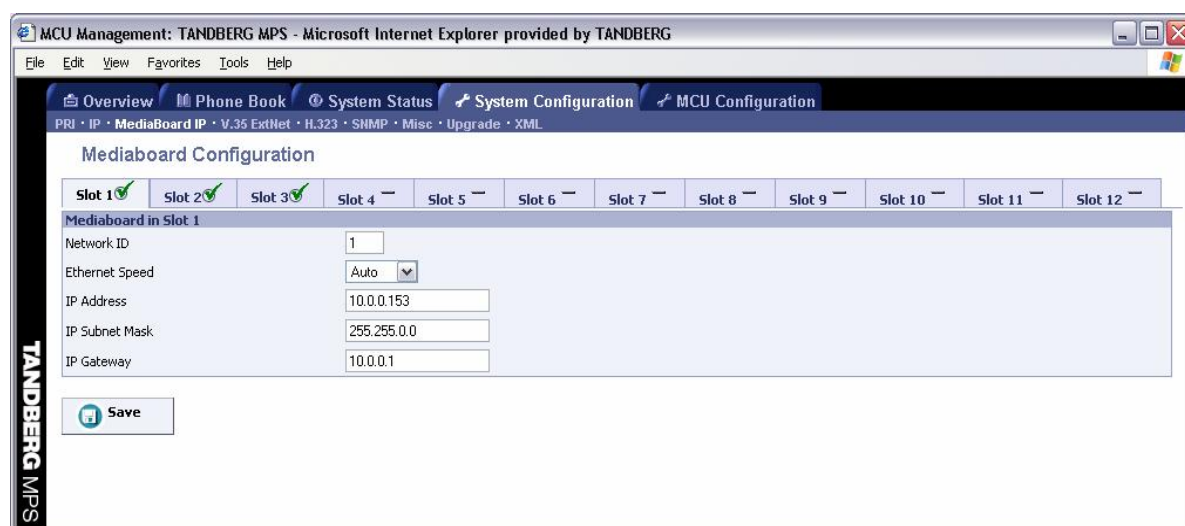 MCU Management: TANDBERG MPS - Microsoft Internet Explorer provided by TANDBERG
File Edit View Favorites Tools Help
Overview Phone Book System Status System Configuration MCU Configuration
PRI · IP · MediaBoard IP · V.35 ExtNet · H.323 · SNMP · Misc · Upgrade · XML
Mediaboard Configuration
Slot 1 Slot 2 Slot 3 Slot 4 Slot 5 Slot 6 Slot 7 Slot 8 Slot 9 Slot 10 Slot 11 Slot 12
Mediaboard in Slot 1
Network ID 1
Ethernet Speed Auto
IP Address 10.0.0.153
IP Subnet Mask 255.255.0.0
IP Gateway 10.0.0.1
Save
TANDBERG MPS